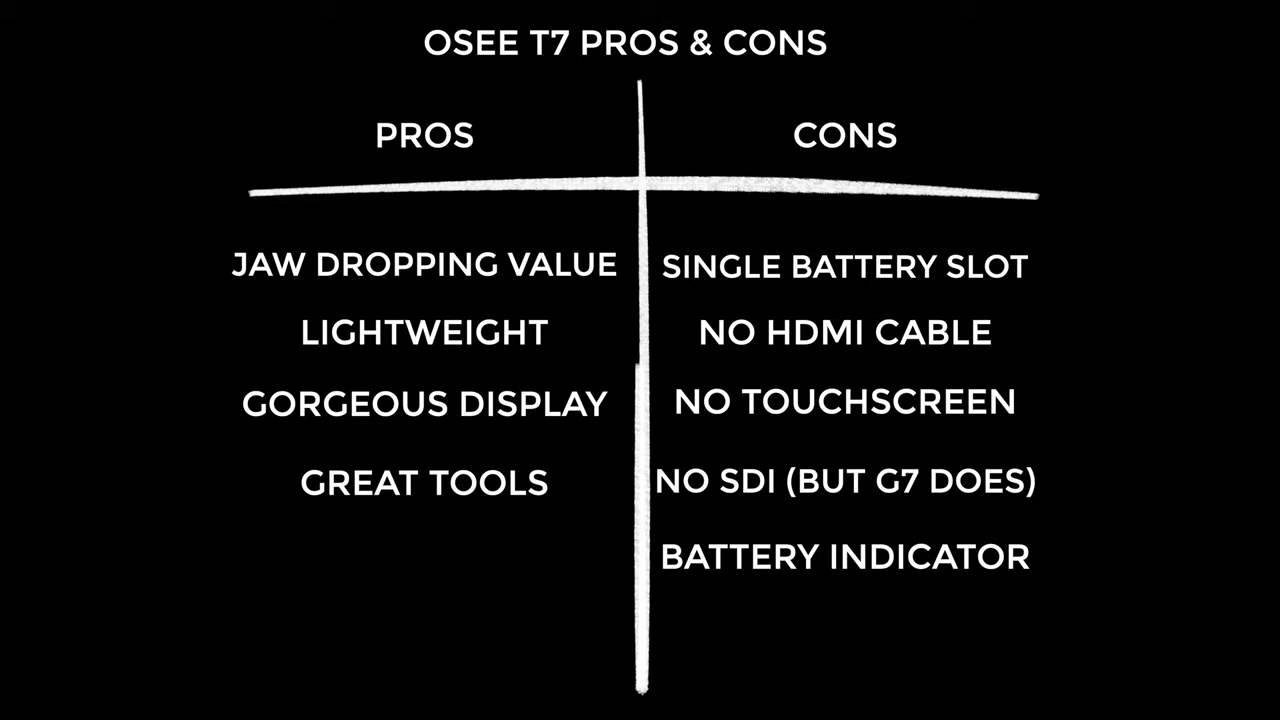 OSEE T7 PROS & CONS
PROS
CONS
JAW DROPPING VALUE
LIGHTWEIGHT
GORGEOUS DISPLAY
GREAT TOOLS
SINGLE BATTERY SLOT
NO HDMI CABLE
NO TOUCHSCREEN
NO SDI (BUT G7 DOES)
BATTERY INDICATOR